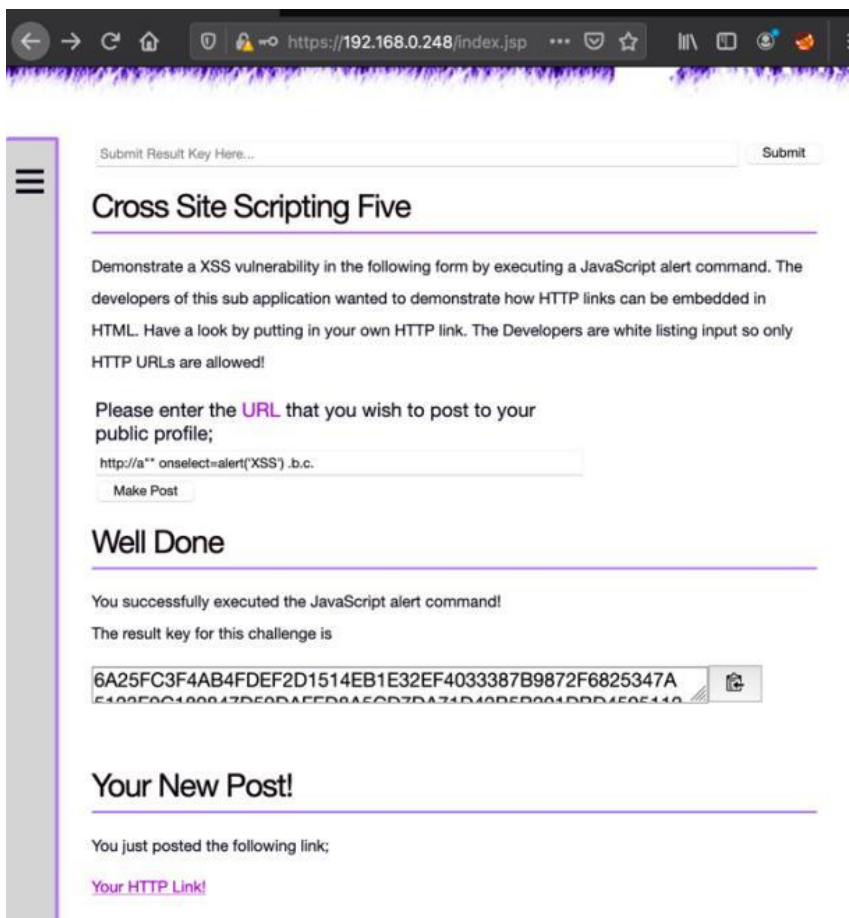 https://192.168.0.248/index.jsp
Submit Result Key Here...
Submit
Cross Site Scripting Five
Demonstrate a XSS vulnerability in the following form by executing a JavaScript alert command. The
developers of this sub application wanted to demonstrate how HTTP links can be embedded in
HTML. Have a look by putting in your own HTTP link. The Developers are white listing input so only
HTTP URLs are allowed!
Please enter the URL that you wish to post to your
public profile;
http://a"" onselect=alert('XSS') .b.c.
Make Post
Well Done
You successfully executed the JavaScript alert command!
The result key for this challenge is
6A25FC3F4AB4FDEF2D1514EB1E32EF4033387B9872F6825347A
Your New Post!
You just posted the following link;
Your HTTP Link!